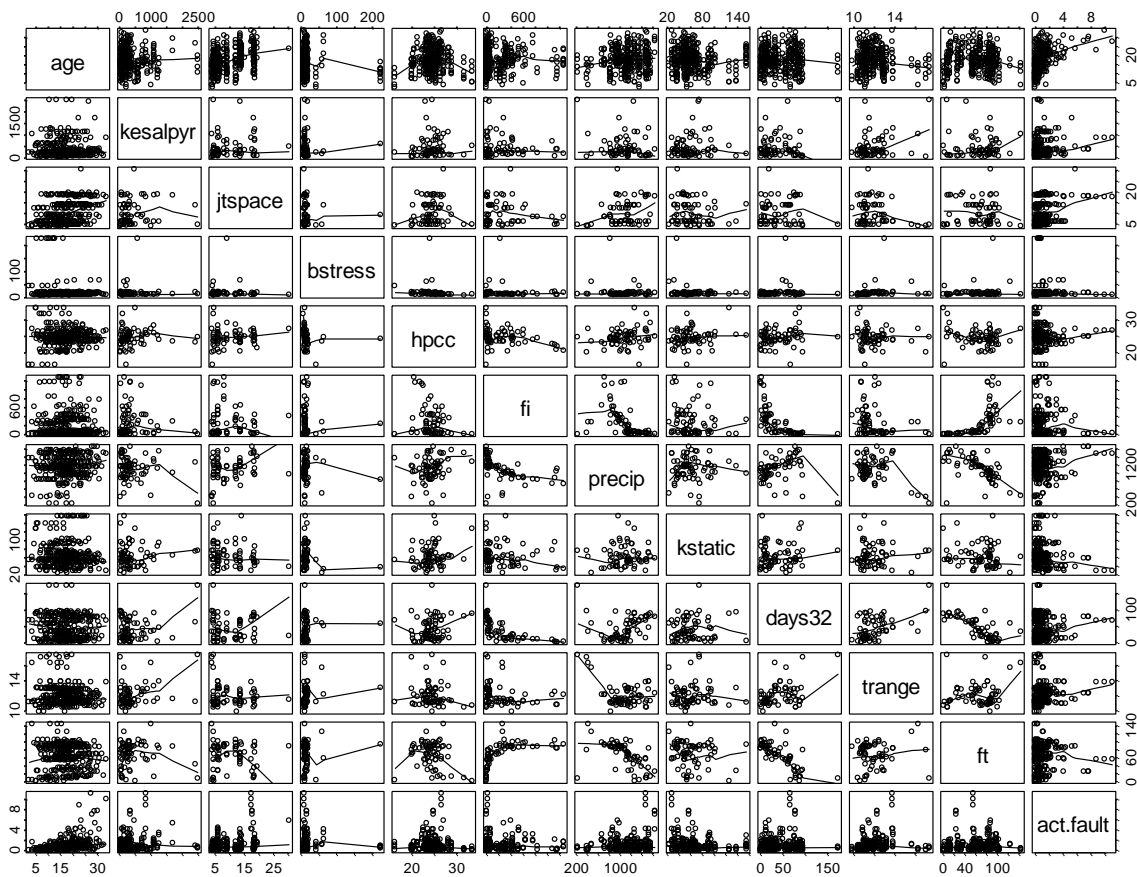 0 1000 2500 0 100 200 0 600 20 60 140 10 14 0 4 8
age 5 20
0 1500 kesalpyr
jtspace 5 20
0 100 bstress
hpcc 20 30
0 600 fi
precip 200 1200
20 100 kstatic
days32 0 100
10 14 trange
ft 0 60 140
0 4 8 act.fault
5 15 30 5 15 25 20 30 200 1000 0 50 150 0 40 100